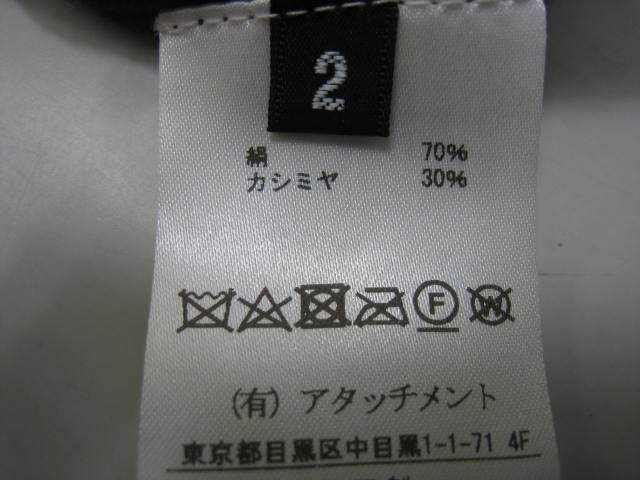 2
絹 70%
カシミヤ 30%
F W
(有) アタッチメント
東京都目黒区中目黒1-1-71 4F